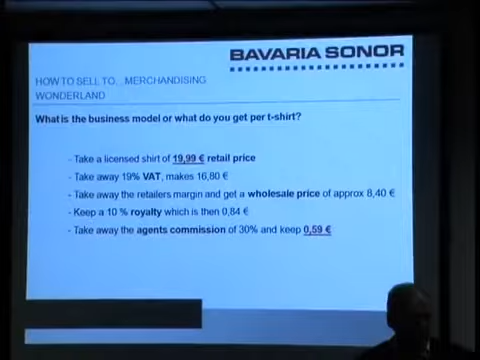 BAVARIA SONOR
HOW TO SELL TO...MERCHANDISING
WONDERLAND
What is the business model or what do you get per t-shirt?
- Take a licensed shirt of 19,99 € retail price
- Take away 19% VAT, makes 16,80 €
- Take away the retailers margin and get a wholesale price of approx 8,40 €
- Keep a 10 % royalty which is then 0,84 €
- Take away the agents commission of 30% and keep 0,59 €